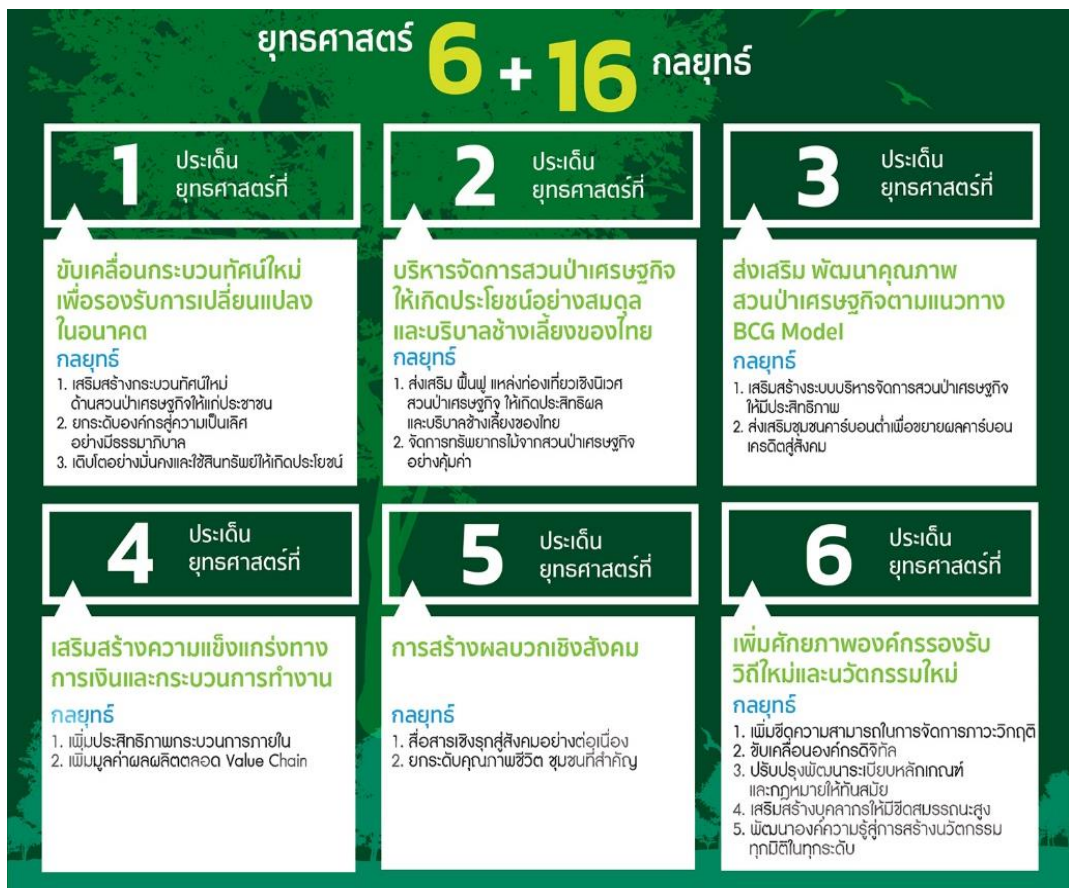 ยุทธศาสตร์ 6 + 16 กลยุทธ์
1 ประเด็น
ยุทธศาสตร์ที่
ขับเคลื่อนกระบวนทัศน์ใหม่
เพื่อรองรับการเปลี่ยนแปลง
ในอนาคต
กลยุทธ์
1. เสริมสร้างกระบวนทัศน์ใหม่
ด้านสวนป่าเศรษฐกิจให้แก่ประชาชน
2. ยกระดับองค์กรสู่ความเป็นเลิศ
อย่างมีธรรมาภิบาล
3. เติบโตอย่างมั่นคงและใช้สินทรัพย์ให้เกิดประโยชน์
2 ประเด็น
ยุทธศาสตร์ที่
บริหารจัดการสวนป่าเศรษฐกิจ
ให้เกิดประโยชน์อย่างสมดุล
และบริบาลช้างเลี้ยงของไทย
กลยุทธ์
1. ส่งเสริม ฟื้นฟู แหล่งท่องเที่ยวเชิงนิเวศ
สวนป่าเศรษฐกิจ ให้เกิดประสิทธิผล
และบริบาลช้างเลี้ยงของไทย
2. จัดการทรัพยากรไม้จากสวนป่าเศรษฐกิจ
อย่างคุ้มค่า
3 ประเด็น
ยุทธศาสตร์ที่
ส่งเสริม พัฒนาคุณภาพ
สวนป่าเศรษฐกิจตามแนวทาง
BCG Model
กลยุทธ์
1. เสริมสร้างระบบบริหารจัดการสวนป่าเศรษฐกิจ
ให้มีประสิทธิภาพ
2. ส่งเสริมชุมชนคาร์บอนต่ำเพื่อขยายผลคาร์บอน
เครดิตสู่สังคม
4 ประเด็น
ยุทธศาสตร์ที่
เสริมสร้างความแข็งแกร่งทาง
การเงินและกระบวนการทำงาน
กลยุทธ์
1. เพิ่มประสิทธิภาพกระบวนการภายใน
2. เพิ่มมูลค่าผลผลิตตลอด Value Chain
5 ประเด็น
ยุทธศาสตร์ที่
การสร้างผลบวกเชิงสังคม
กลยุทธ์
1. สื่อสารเชิงรุกสู่สังคมอย่างต่อเนื่อง
2. ยกระดับคุณภาพชีวิต ชุมชนที่สำคัญ
6 ประเด็น
ยุทธศาสตร์ที่
เพิ่มศักยภาพองค์กรรองรับ
วิถีใหม่และนวัตกรรมใหม่
กลยุทธ์
1. เพิ่มขีดความสามารถในการจัดการภาวะวิกฤติ
2. ขับเคลื่อนองค์กรดิจิทัล
3. ปรับปรุงพัฒนาระเบียบหลักเกณฑ์
และกฎหมายให้ทันสมัย
4. เสริมสร้างบุคลากรให้มีขีดสมรรถนะสูง
5. พัฒนาองค์ความรู้สู่การสร้างนวัตกรรม
ทุกมิติในทุกระดับ